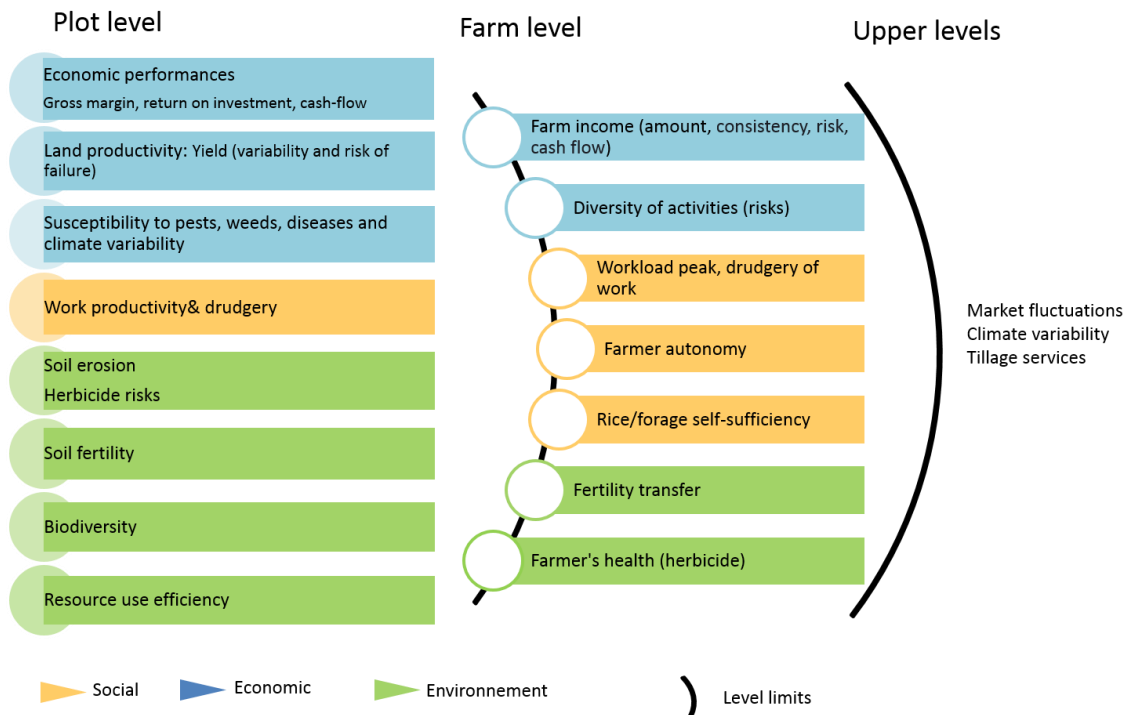 Plot level
Economic performances
Gross margin, return on investment, cash-flow
Land productivity: Yield (variability and risk of
failure)
Susceptibility to pests, weeds, diseases and
climate variability
Work productivity& drudgery
Soil erosion
Herbicide risks
Soil fertility
Biodiversity
Resource use efficiency
Farm level
Farm income (amount, consistency, risk,
cash flow)
Diversity of activities (risks)
Workload peak, drudgery of
work
Farmer autonomy
Rice/forage self-sufficiency
Fertility transfer
Farmer's health (herbicide)
Upper levels
Market fluctuations
Climate variability
Tillage services
Social
Economic
Environnement
Level limits